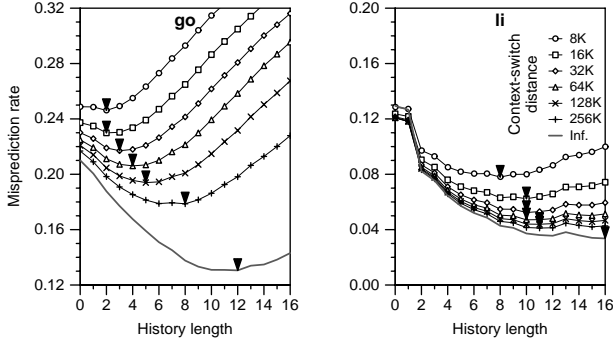 go
Misprediction rate
0.32
0.28
0.24
0.20
0.16
0.12
0 2 4 6 8 10 12 14 16
History length
li
0.20
0.16
0.12
0.08
0.04
0.00
0 2 4 6 8 10 12 14 16
History length
Context-switch
distance
8K
16K
32K
64K
128K
256K
Inf.